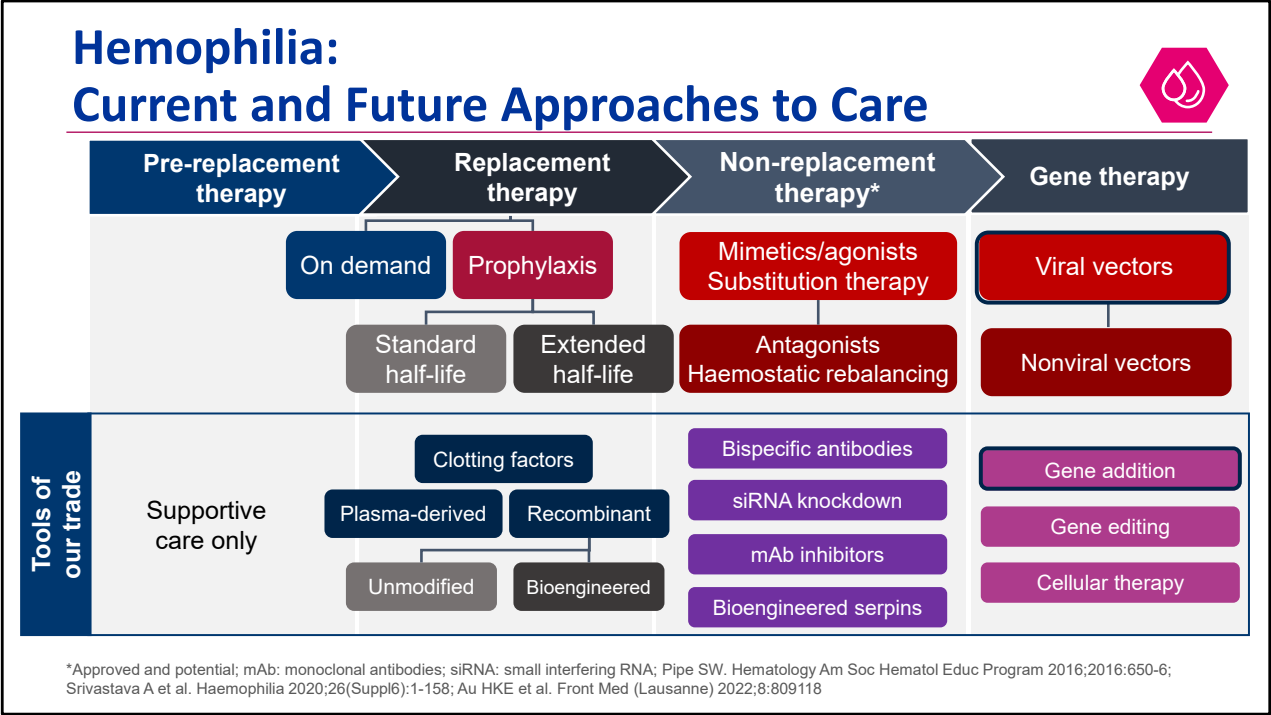 Hemophilia:
Current and Future Approaches to Care
Pre-replacement
therapy
Replacement
therapy
Non-replacement
therapy*
Gene therapy
On demand
Prophylaxis
Standard
half-life
Extended
half-life
Mimetics/agonists
Substitution therapy
Antagonists
Haemostatic rebalancing
Viral vectors
Nonviral vectors
Tools of
our trade
Supportive
care only
Clotting factors
Plasma-derived
Recombinant
Unmodified
Bioengineered
Bispecific antibodies
siRNA knockdown
mAb inhibitors
Bioengineered serpins
Gene addition
Gene editing
Cellular therapy
*Approved and potential; mAb: monoclonal antibodies; siRNA: small interfering RNA; Pipe SW. Hematology Am Soc Hematol Educ Program 2016;2016:650-6;
Srivastava A et al. Haemophilia 2020;26(Suppl6):1-158; Au HKE et al. Front Med (Lausanne) 2022;8:809118